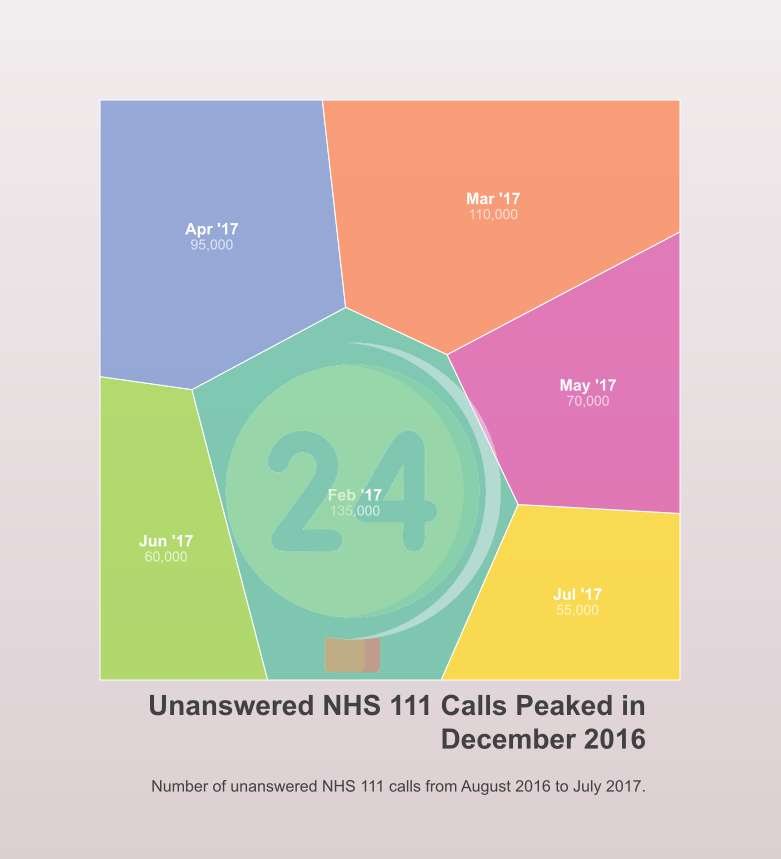 Mar '17
110,000
Apr '17
95,000
May '17
70,000
24
Feb '17
135,000
Jun '17
60,000
Jul '17
55,000
Unanswered NHS 111 Calls Peaked in
December 2016
Number of unanswered NHS 111 calls from August 2016 to July 2017.